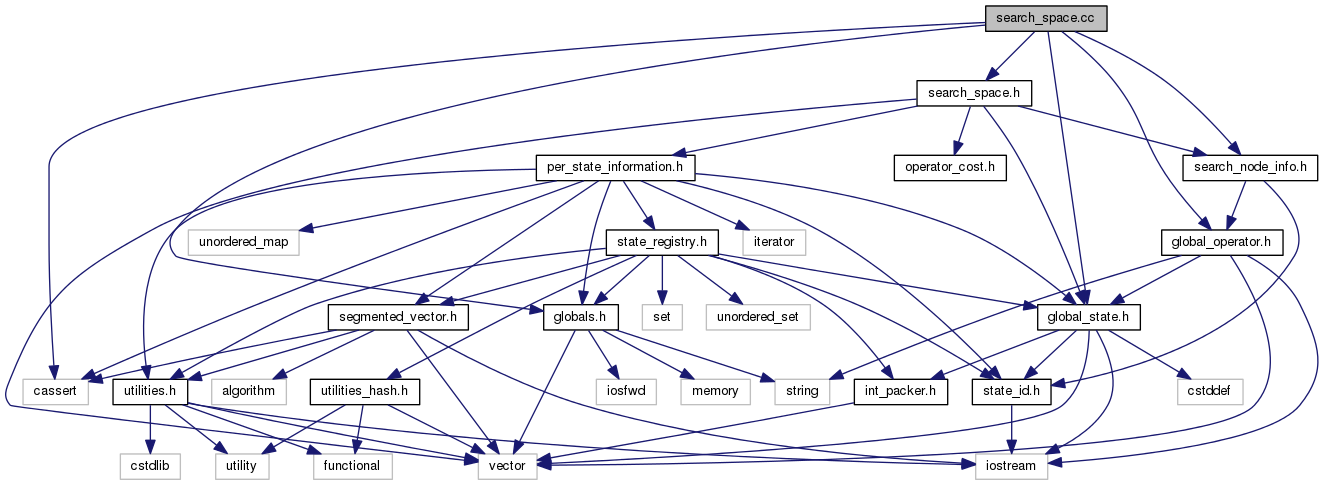 search_space.cc
search_space.h
per_state_information.h
operator_cost.h
search_node_info.h
unordered_map
state_registry.h
iterator
global_operator.h
segmented_vector.h
globals.h
set
unordered_set
global_state.h
cassert
utilities.h
algorithm
utilities_hash.h
iosfwd
memory
string
int_packer.h
state_id.h
cstddef
cstdlib
utility
functional
vector
iostream